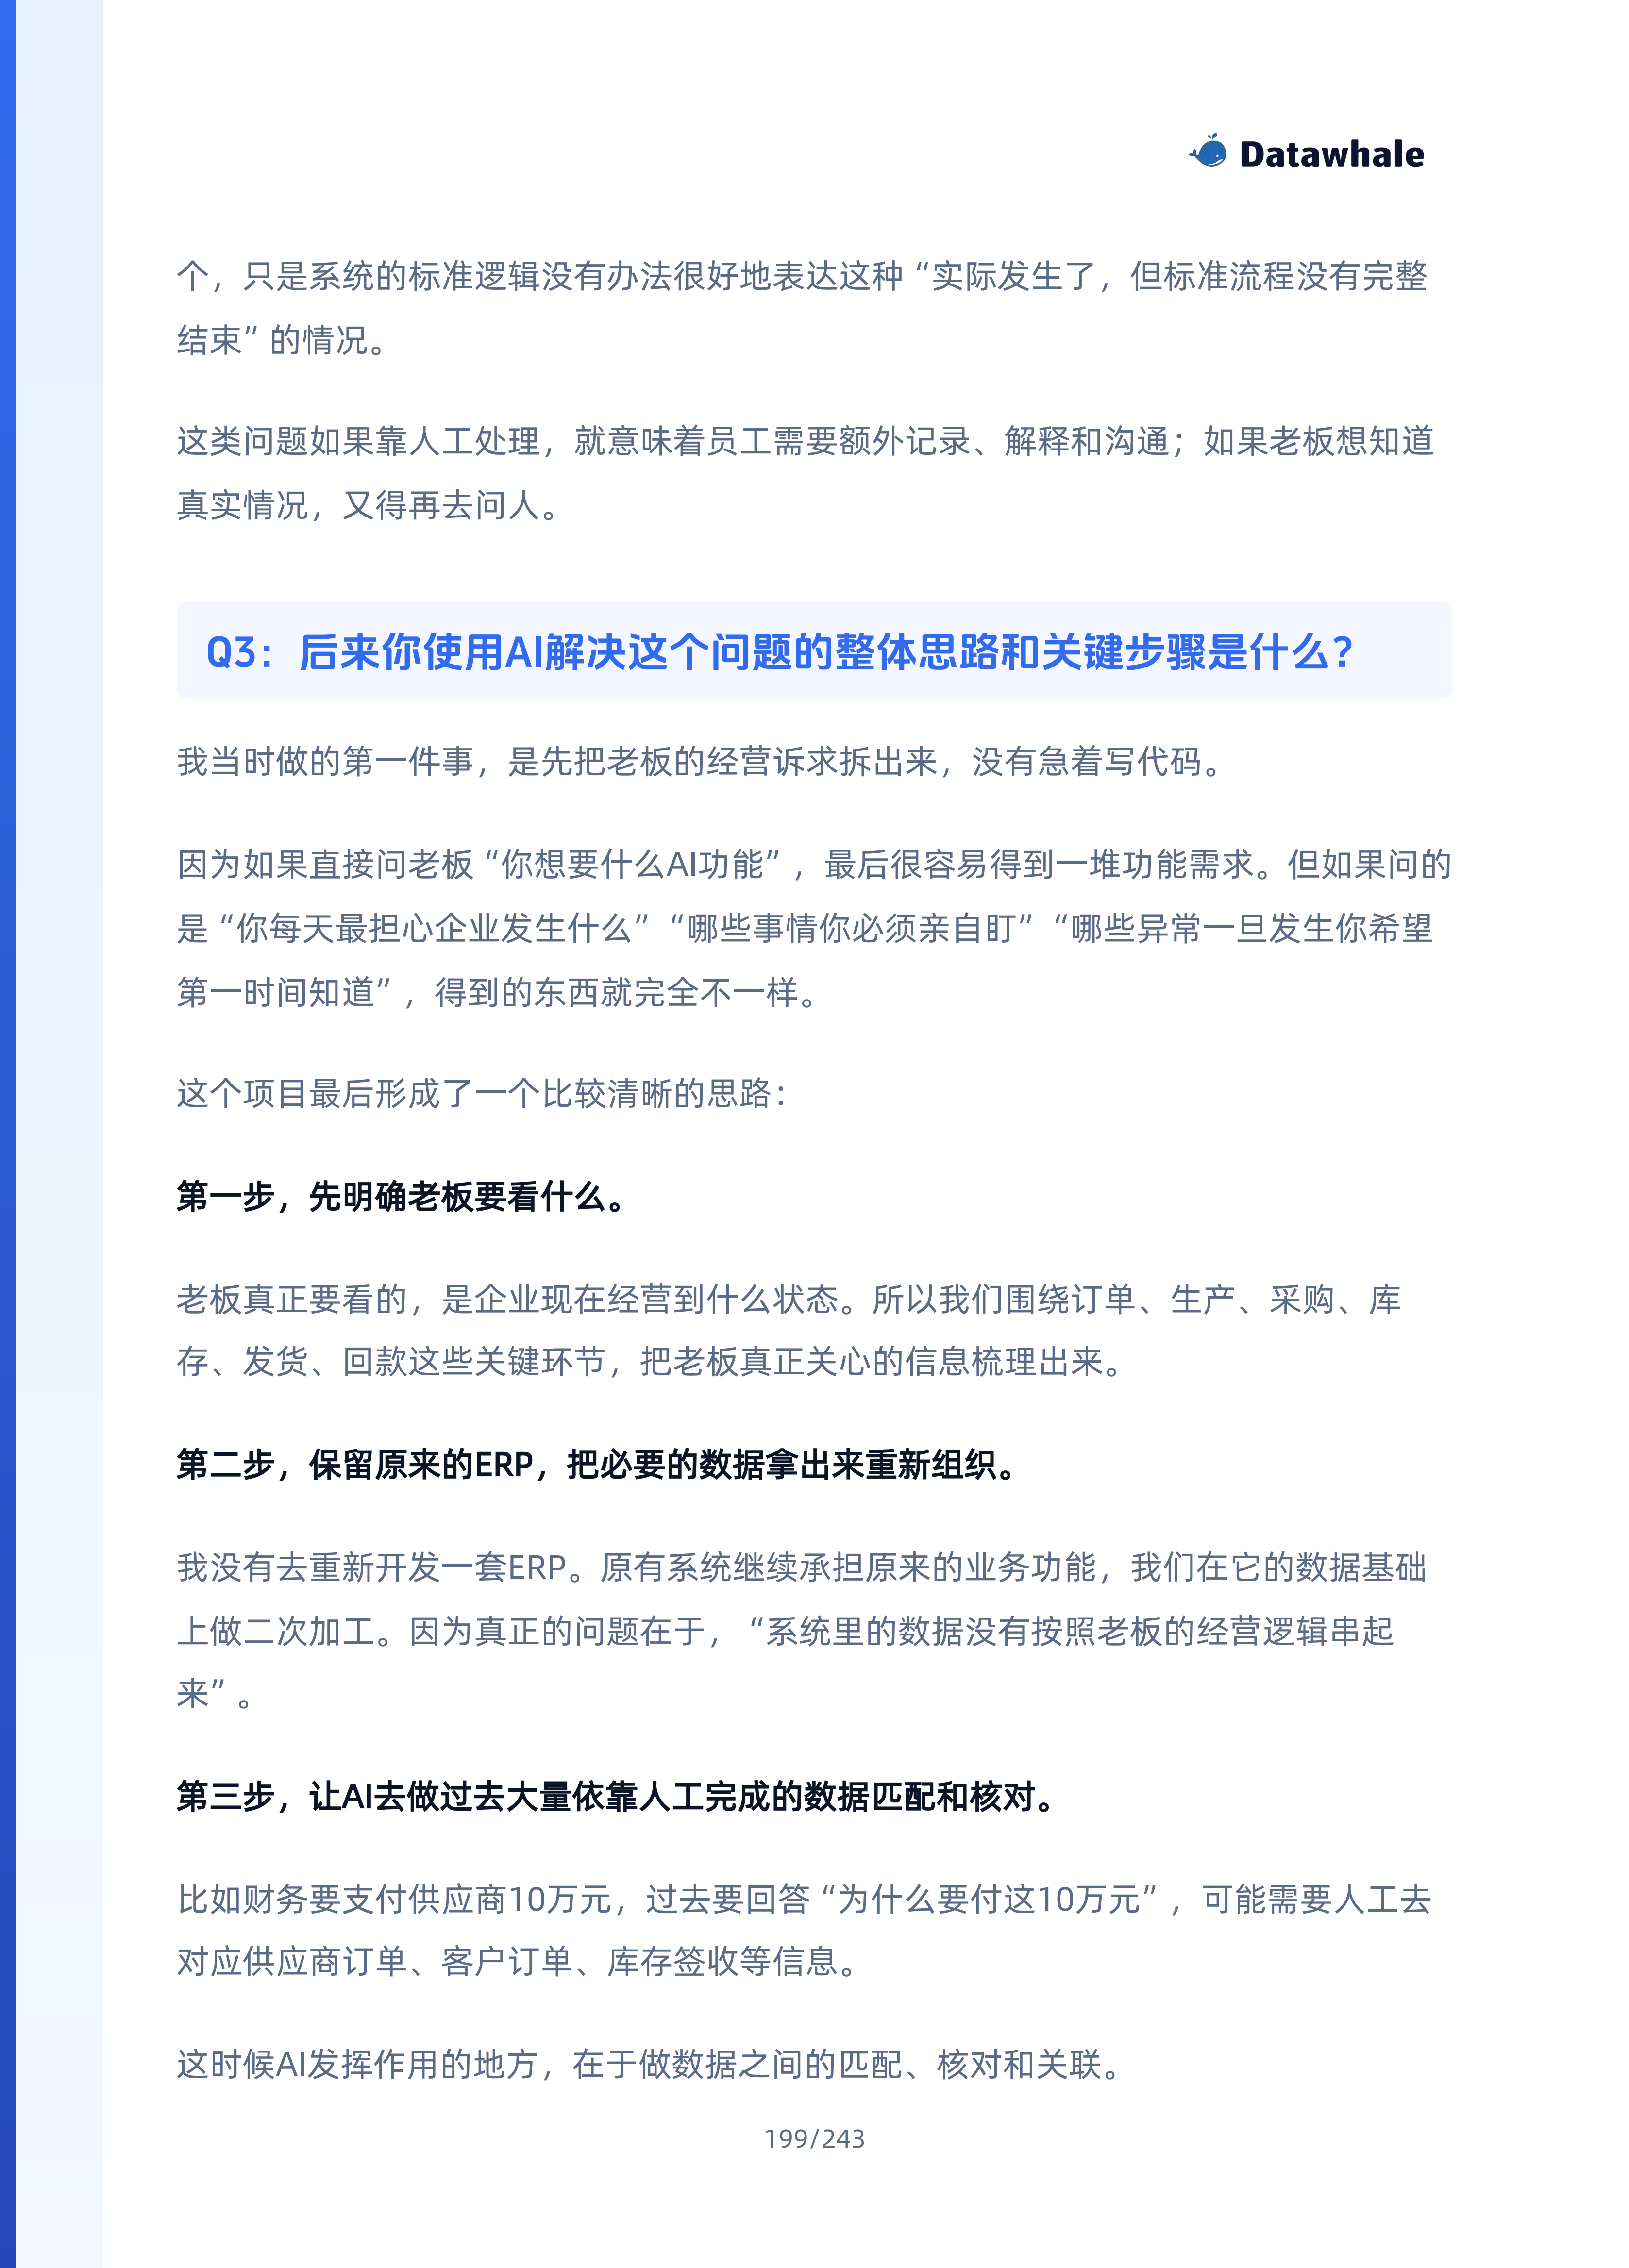 Datawhale
个，只是系统的标准逻辑没有办法很好地表达这种“实际发生了，但标准流程没有完整
结束”的情况。
这类问题如果靠人工处理，就意味着员工需要额外记录、解释和沟通；如果老板想知道
真实情况，又得再去问人。
Q3：后来你使用AI解决这个问题的整体思路和关键步骤是什么？
我当时做的第一件事，是先把老板的经营诉求拆出来，没有急着写代码。
因为如果直接问老板“你想要什么AI功能”，最后很容易得到一堆功能需求。但如果问的
是“你每天最担心企业发生什么”“哪些事情你必须亲自盯”“哪些异常一旦发生你希望
第一时间知道”，得到的东西就完全不一样。
这个项目最后形成了一个比较清晰的思路：
第一步，先明确老板要看什么。
老板真正要看的，是企业现在经营到什么状态。所以我们围绕订单、生产、采购、库
存、发货、回款这些关键环节，把老板真正关心的信息梳理出来。
第二步，保留原来的ERP，把必要的数据拿出来重新组织。
我没有去重新开发一套ERP。原有系统继续承担原来的业务功能，我们在它的数据基础
上做二次加工。因为真正的问题在于，“系统里的数据没有按照老板的经营逻辑串起
来”。
第三步，让AI去做过去大量依靠人工完成的数据匹配和核对。
比如财务要支付供应商10万元，过去要回答“为什么要付这10万元”，可能需要人工去
对应供应商订单、客户订单、库存签收等信息。
这时候AI发挥作用的地方，在于做数据之间的匹配、核对和关联。
199/243